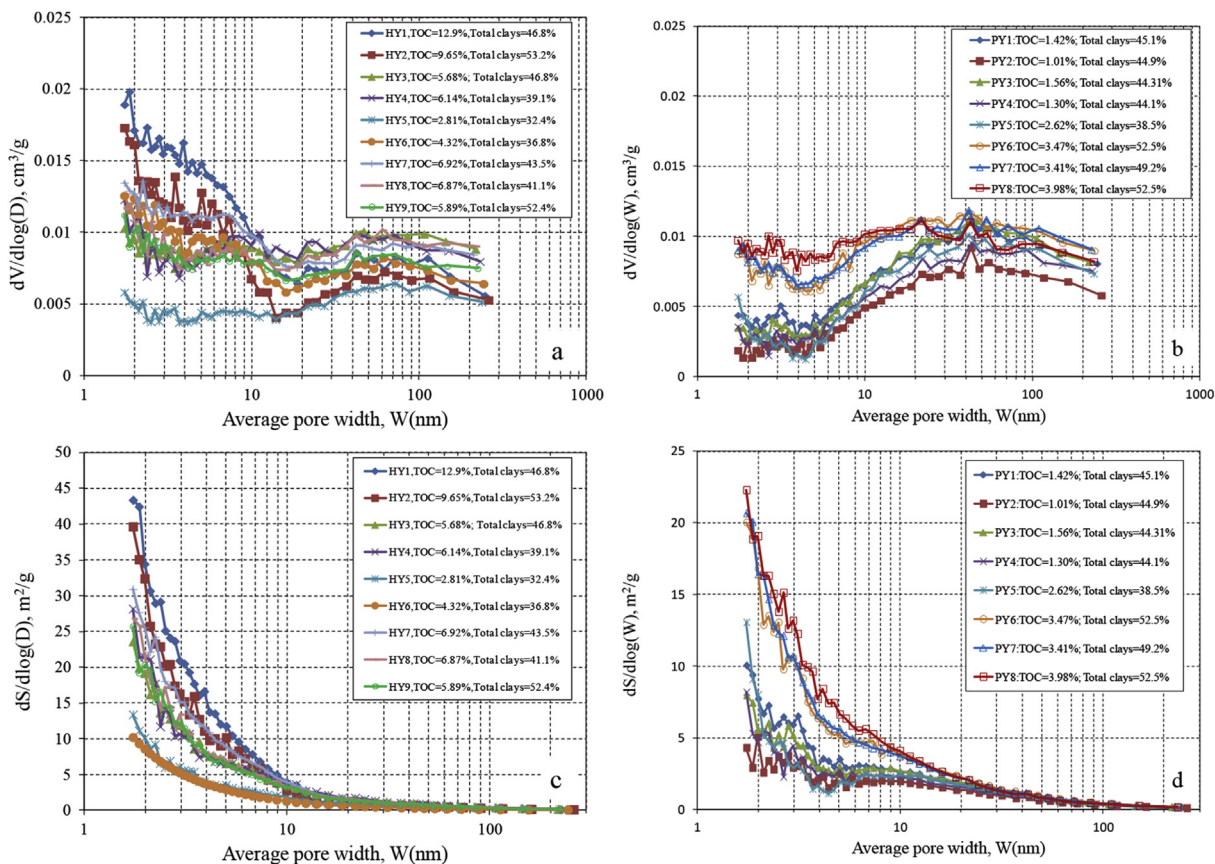 0.025
0.02
0.015
0.01
0.005
0
dV/dlog(D), cm³/g
HY1,TOC=12.9%,Total clays=46.8%
HY2,TOC=9.65%,Total clays=53.2%
HY3,TOC=5.68%; Total clays=46.8%
HY4,TOC=6.14%,Total clays=39.1%
HY5,TOC=2.81%,Total clays=32.4%
HY6,TOC=4.32%,Total clays=36.8%
HY7,TOC=6.92%,Total clays=43.5%
HY8,TOC=6.87%,Total clays=41.1%
HY9,TOC=5.89%,Total clays=52.4%
a
1 10 100 1000
Average pore width, W(nm)
0.025
0.02
0.015
0.01
0.005
0
dV/dlog(W), cm³/g
PY1:TOC=1.42%; Total clays=45.1%
PY2:TOC=1.01%; Total clays=44.9%
PY3:TOC=1.56%; Total clays=44.31%
PY4:TOC=1.30%; Total clays=44.1%
PY5:TOC=2.62%; Total clays=38.5%
PY6:TOC=3.47%; Total clays=52.5%
PY7:TOC=3.41%; Total clays=49.2%
PY8:TOC=3.98%; Total clays=52.5%
b
1 10 100 1000
Average pore width, W(nm)
50
45
40
35
30
25
20
15
10
5
0
dS/dlog(D), m²/g
HY1,TOC=12.9%,Total clays=46.8%
HY2,TOC=9.65%,Total clays=53.2%
HY3,TOC=5.68%; Total clays=46.8%
HY4,TOC=6.14%,Total clays=39.1%
HY5,TOC=2.81%,Total clays=32.4%
HY6,TOC=4.32%,Total clays=36.8%
HY7,TOC=6.92%,Total clays=43.5%
HY8,TOC=6.87%,Total clays=41.1%
HY9,TOC=5.89%,Total clays=52.4%
c
1 10 100
Average pore width, W(nm)
25
20
15
10
5
0
dS/dlog(W), m²/g
PY1:TOC=1.42%; Total clays=45.1%
PY2:TOC=1.01%; Total clays=44.9%
PY3:TOC=1.56%; Total clays=44.31%
PY4:TOC=1.30%; Total clays=44.1%
PY5:TOC=2.62%; Total clays=38.5%
PY6:TOC=3.47%; Total clays=52.5%
PY7:TOC=3.41%; Total clays=49.2%
PY8:TOC=3.98%; Total clays=52.5%
d
1 10 100
Average pore width, W(nm)